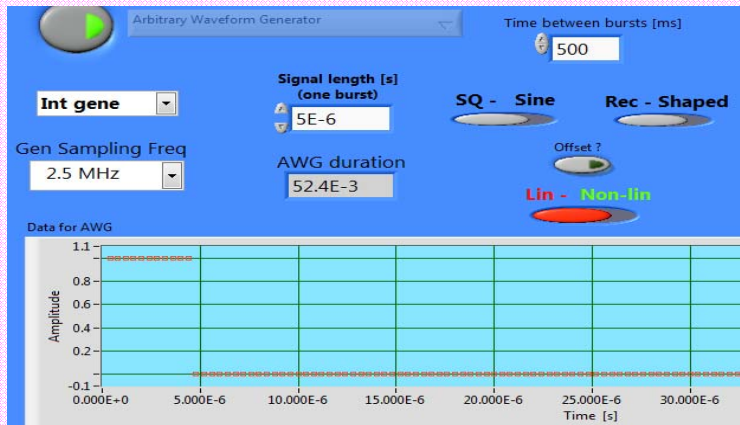 Arbitrary Waveform Generator
Time between bursts [ms]
500
Signal length [s]
(one burst)
Int gene
5E-6
SQ - Sine
Rec - Shaped
Gen Sampling Freq
2.5 MHz
AWG duration
52.4E-3
Offset ?
Lin - Non-lin
Data for AWG
1.1
0.8
0.6
0.4
0.2
-0.1
Amplitude
0.000E+0 5.000E-6 10.000E-6 15.000E-6 20.000E-6 25.000E-6 30.000E-6
Time [s]